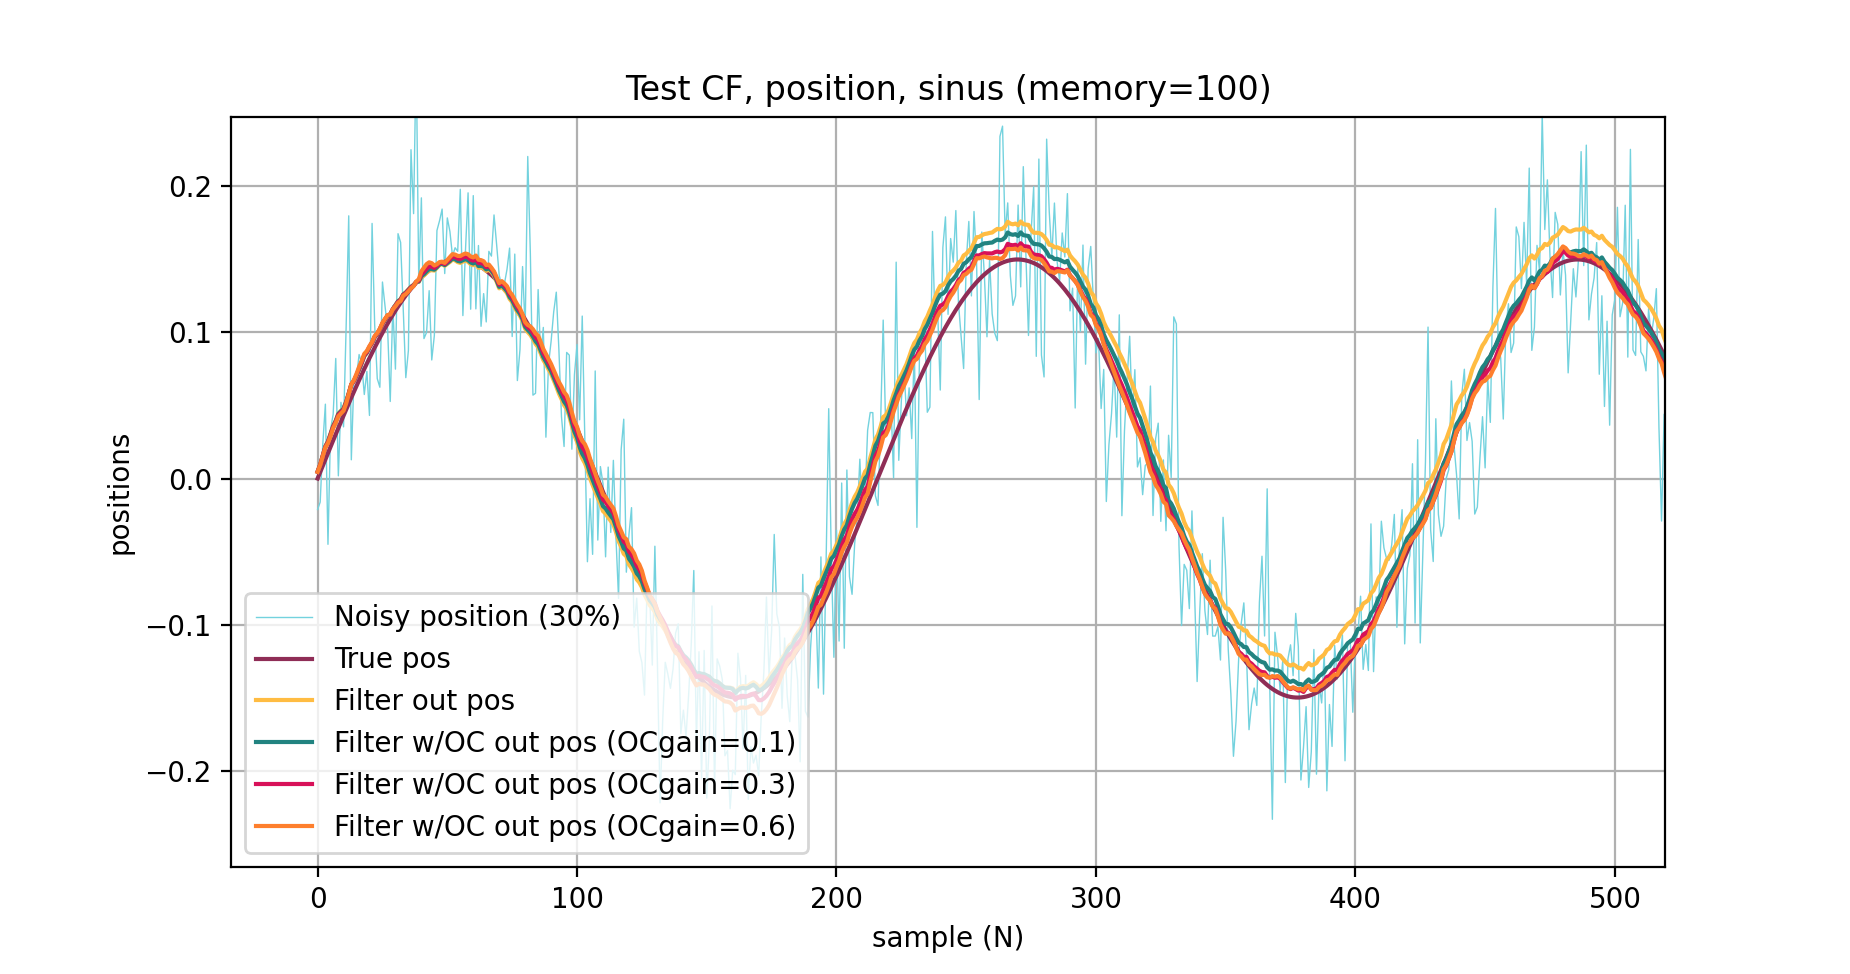 Test CF, position, sinus (memory=100)
positions
0.2
0.1
0.0
−0.1
−0.2
Noisy position (30%)
True pos
Filter out pos
Filter w/OC out pos (OCgain=0.1)
Filter w/OC out pos (OCgain=0.3)
Filter w/OC out pos (OCgain=0.6)
0 100 200 300 400 500
sample (N)